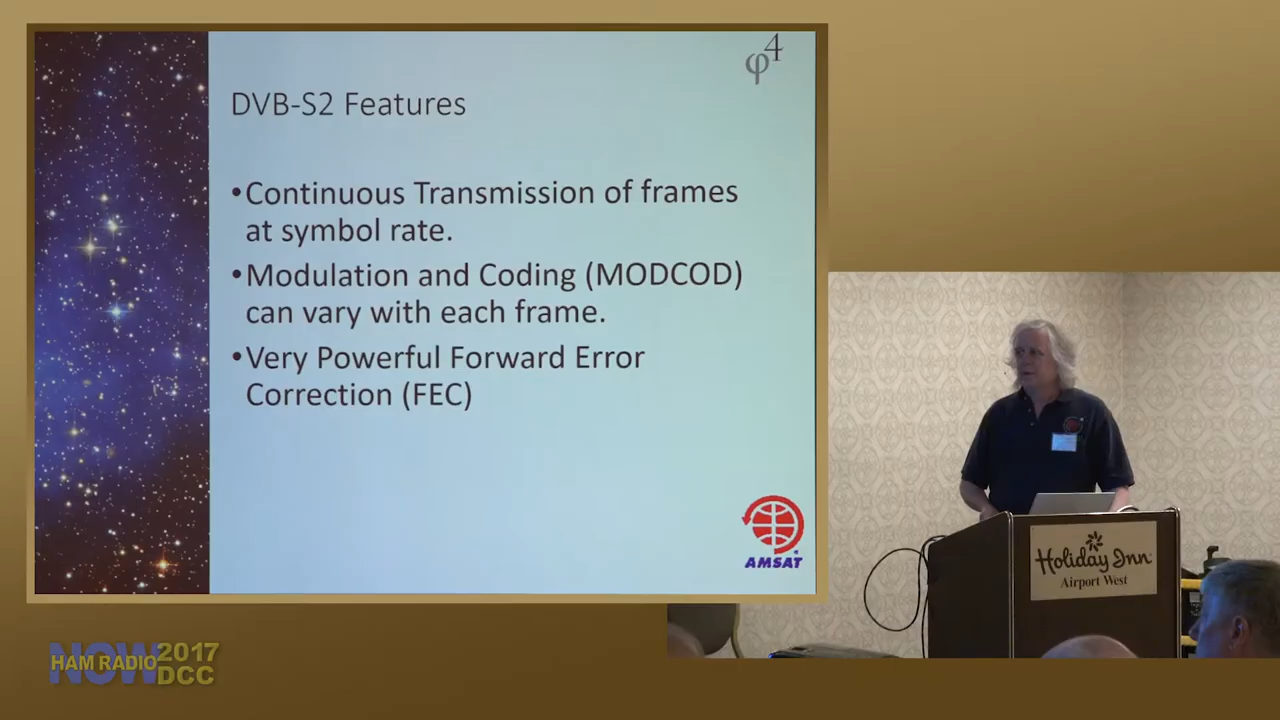 φ4
DVB-S2 Features
•Continuous Transmission of frames
at symbol rate.
•Modulation and Coding (MODCOD)
can vary with each frame.
•Very Powerful Forward Error
Correction (FEC)
AMSAT
Holiday Inn
Airport West
NOW
HAM RADIO
2017
DCC